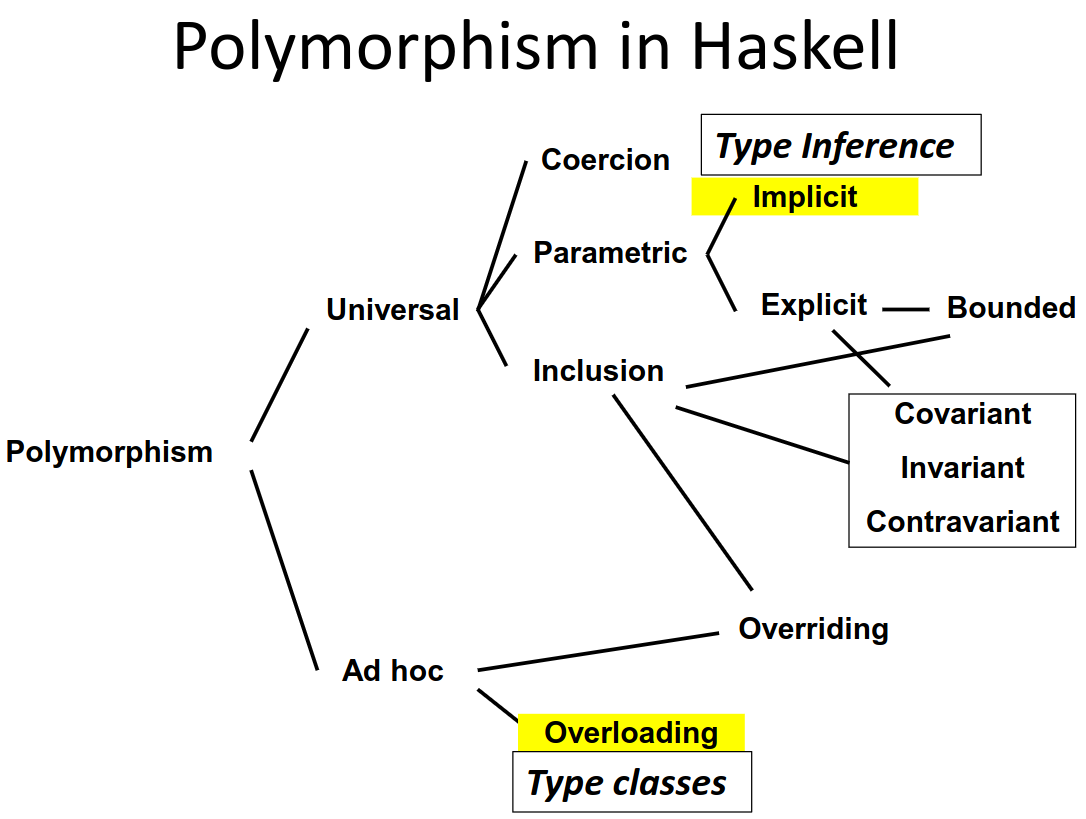 Polymorphism in Haskell
Type Inference
Coercion
Implicit
Parametric
Explicit
Bounded
Universal
Inclusion
Covariant
Polymorphism
Invariant
Contravariant
Overriding
Ad hoc
Overloading
Type classes